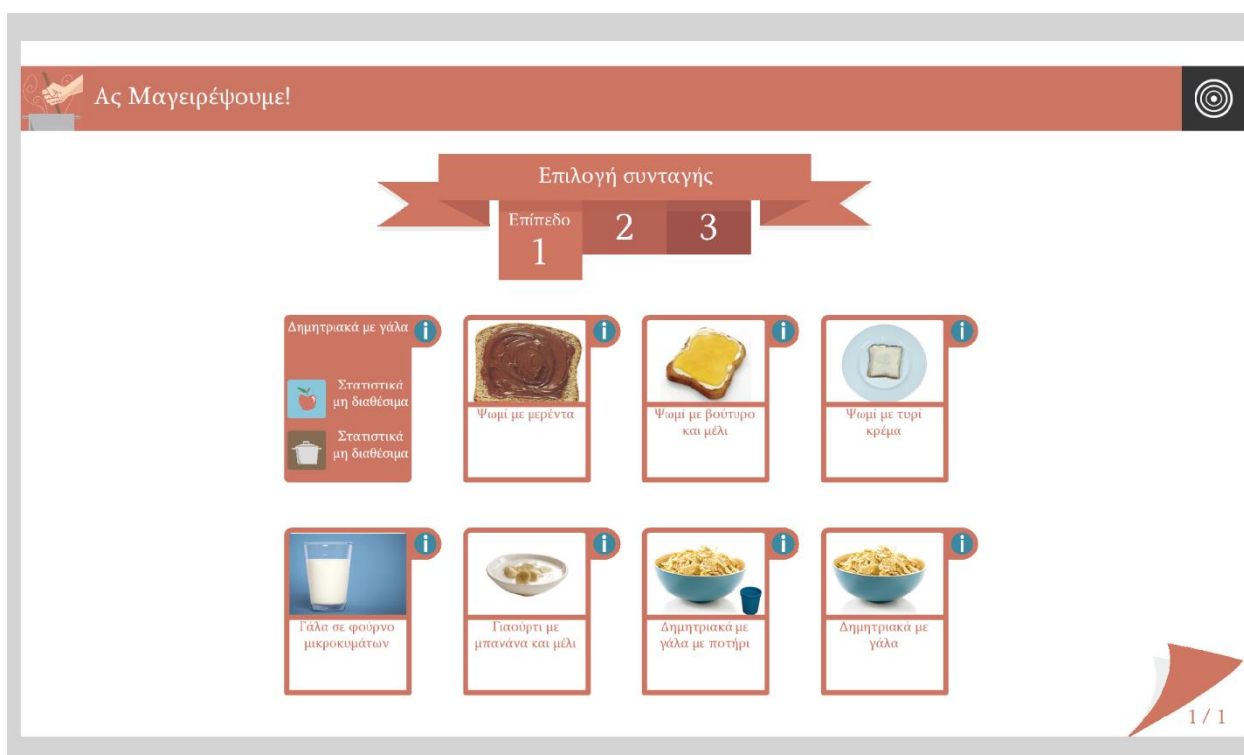 Ας Μαγειρέψουμε!
Επιλογή συνταγής
Επίπεδο
1
2
3
Δημητριακά με γάλα
i
Στατιστικά
μη διαθέσιμα
Στατιστικά
μη διαθέσιμα
i
Ψωμί με μερέντα
i
Ψωμί με βούτυρο
και μέλι
i
Ψωμί με τυρί
κρέμα
i
Γάλα σε φούρνο
μικροκυμάτων
i
Γιαούρτι με
μπανάνα και μέλι
i
Δημητριακά με
γάλα με ποτήρι
i
Δημητριακά με
γάλα
1 / 1